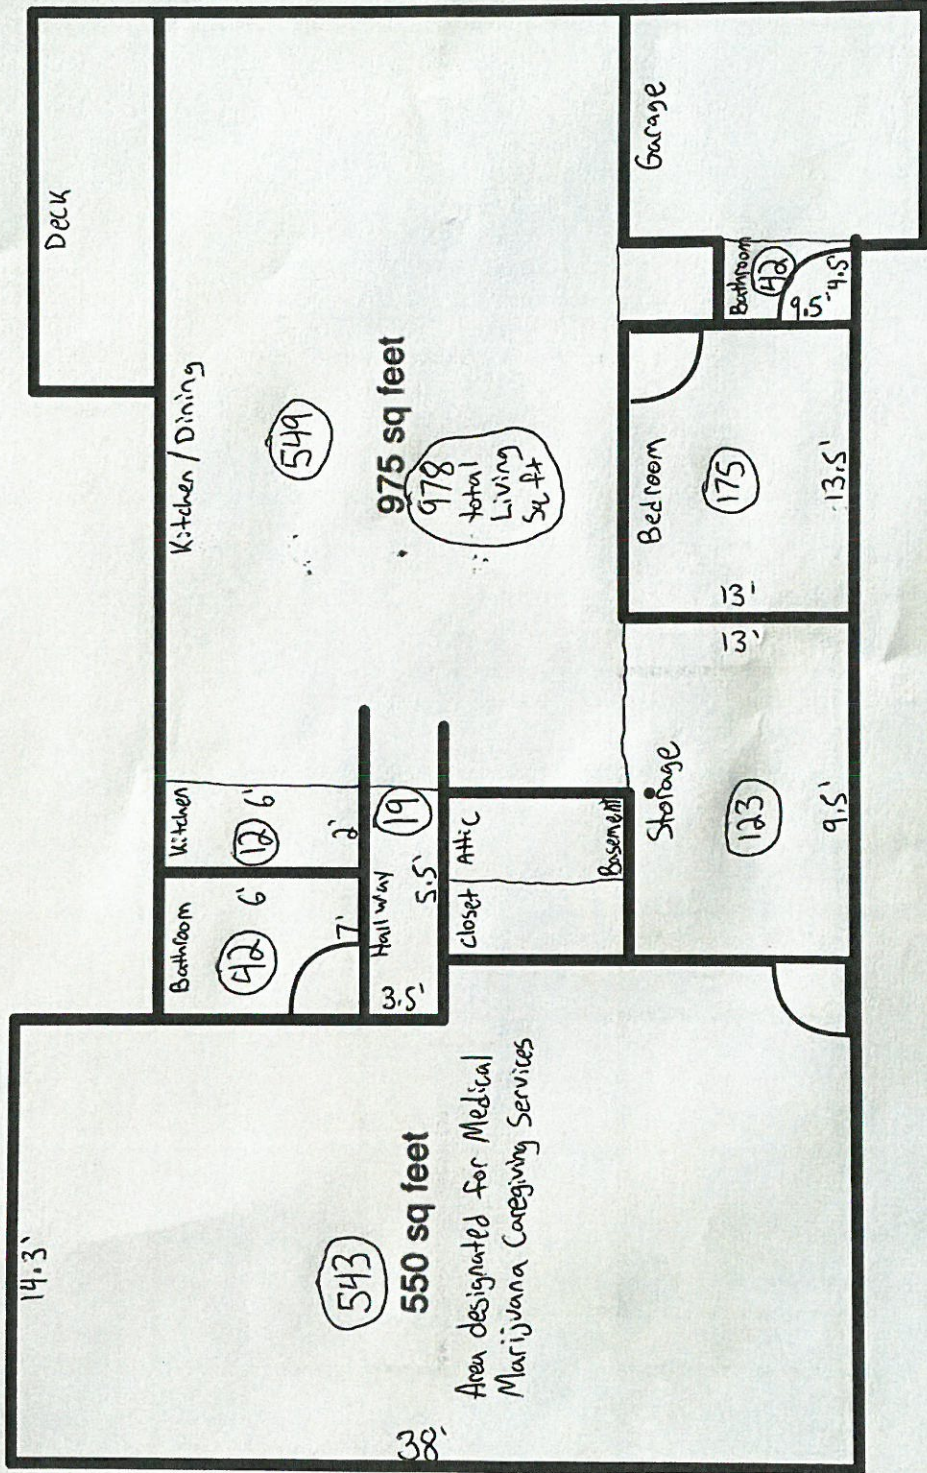 14.3'
Deck
Bathroom
Kitchen
Kitchen / Dining
42
6'
12
6'
549
7'
2'
543
Hallway
19
975 sq feet
38'
550 sq feet
3.5'
5.5'
978
total
Living
Sq ft
Area designated for Medical
Marijuana Caregiving Services
closet
Attic
Basement
Storage
Bedroom
Garage
123
175
13'
13'
Bathroom
42
9.5'
4.5'
9.5'
13.5'